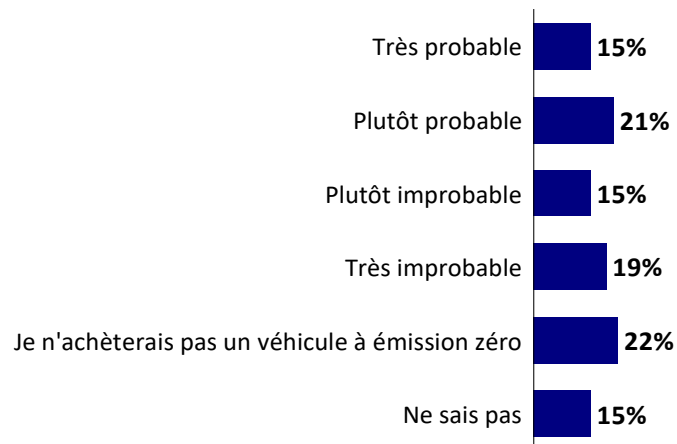 Très probable 15%
Plutôt probable 21%
Plutôt improbable 15%
Très improbable 19%
Je n'achèterais pas un véhicule à émission zéro 22%
Ne sais pas 15%